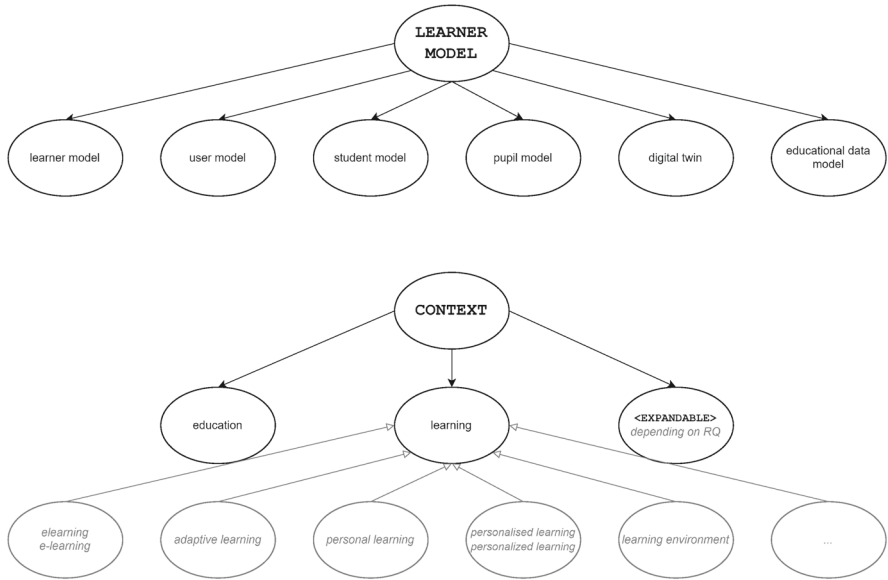 LEARNER
MODEL
learner model
user model
student model
pupil model
digital twin
educational data
model
CONTEXT
education
learning
<EXPANDABLE>
depending on RQ
elearning
e-learning
adaptive learning
personal learning
personalised learning
personalized learning
learning environment
...